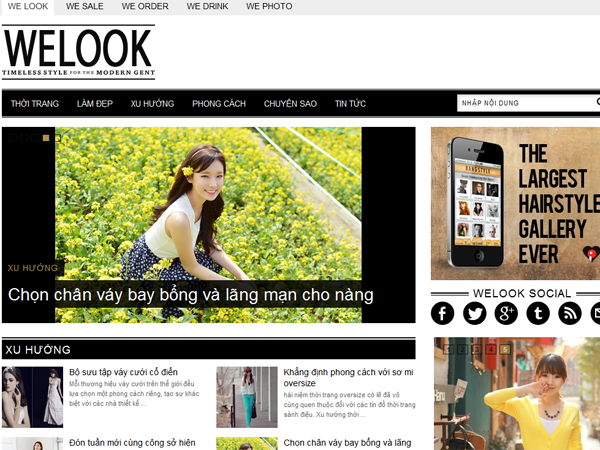 WE LOOK WE SALE WE ORDER WE DRINK WE PHOTO
WELOOK
TIMELESS STYLE FOR THE MODERN GENT
THỜI TRANG LÀM ĐẸP XU HƯỚNG PHONG CÁCH CHUYÊN SAO TIN TỨC
NHẬP NỘI DUNG
XU HƯỚNG
Chọn chân váy bay bổng và lãng mạn cho nàng
THE
LARGEST
HAIRSTYLE
GALLERY
EVER
WELOOK SOCIAL
XU HƯỚNG
Bộ sưu tập váy cưới cổ điển
Mỗi thương hiệu váy cưới trên thế giới đều
lựa chọn một phong cách riêng, tạo sự khác
biệt với các nhà thiết kế ...
Khẳng định phong cách với sơ mi
oversize
hái niệm thời trang oversize có lẽ đã vô
cùng quen thuộc đối với các tín đồ thời trang
sành điệu. Xu hướng thời ...
Đón tuần mới cùng công sở hiện
Chọn chân váy bay bổng và lãng